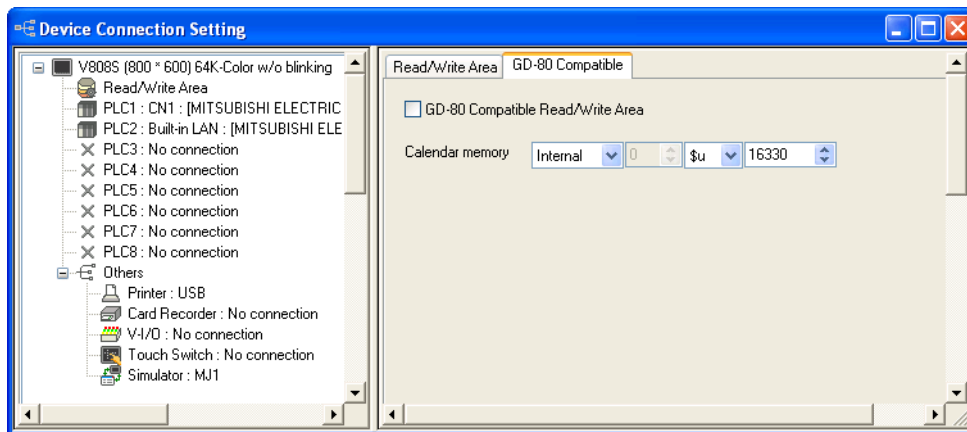 Device Connection Setting
V808S (800 * 600) 64K-Color w/o blinking
Read/Write Area
PLC1 : CN1 : [MITSUBISHI ELECTRIC
PLC2 : Built-in LAN : [MITSUBISHI ELE
PLC3 : No connection
PLC4 : No connection
PLC5 : No connection
PLC6 : No connection
PLC7 : No connection
PLC8 : No connection
Others
Printer : USB
Card Recorder : No connection
V-I/O : No connection
Touch Switch : No connection
Simulator : MJ1
Read/Write Area GD-80 Compatible
GD-80 Compatible Read/Write Area
Calendar memory Internal 0 $u 16330